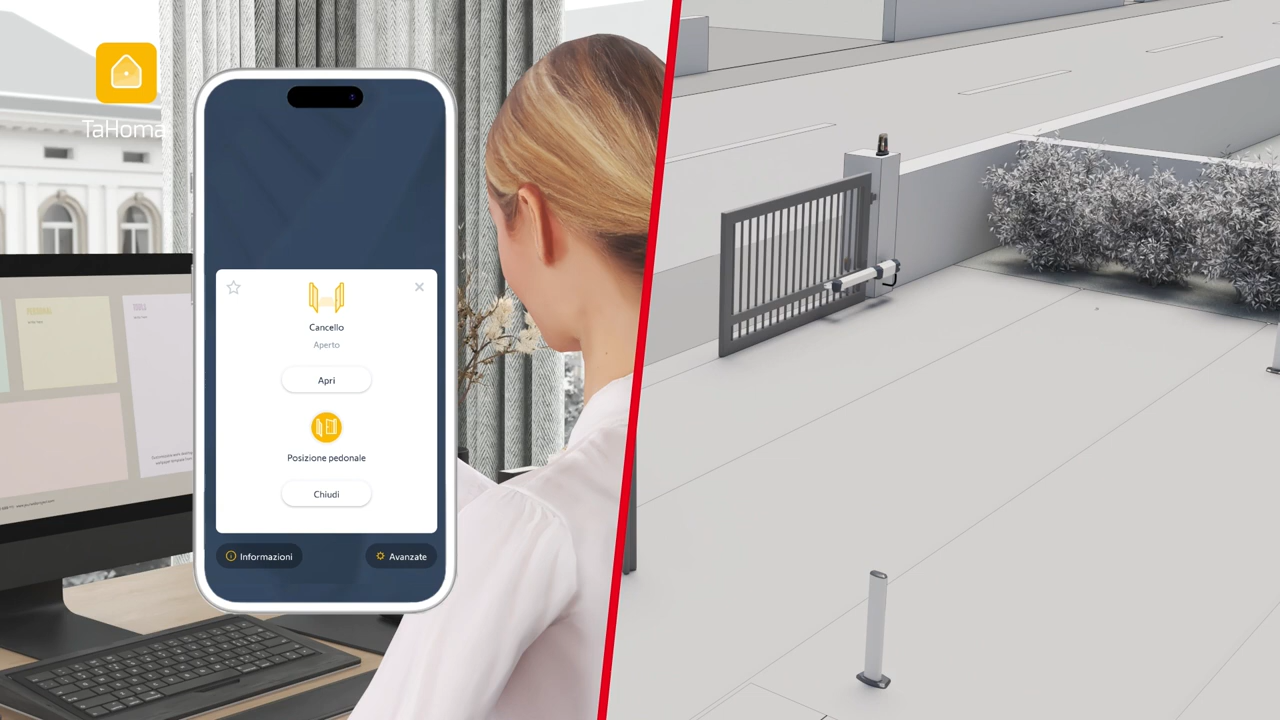 TaHoma
Cancello
Aperto
Apri
Posizione pedonale
Chiudi
Informazioni
Avanzate